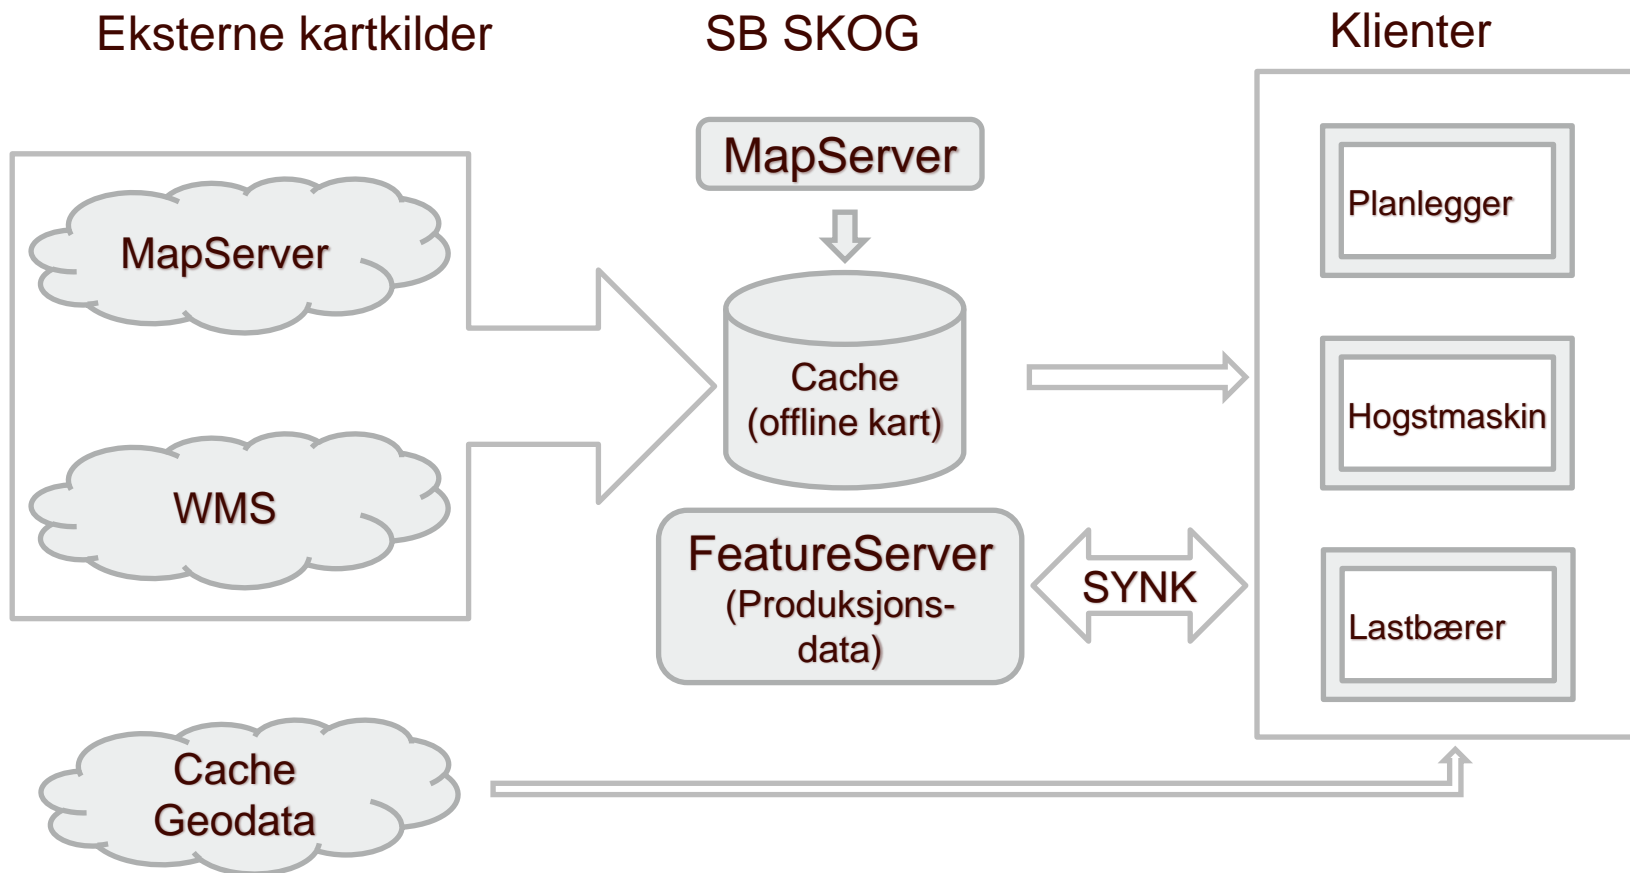 Eksterne kartkilder
SB SKOG
Klienter
MapServer
WMS
Cache
Geodata
MapServer
Cache
(offline kart)
FeatureServer
(Produksjons-
data)
SYNK
Planlegger
Hogstmaskin
Lastbærer